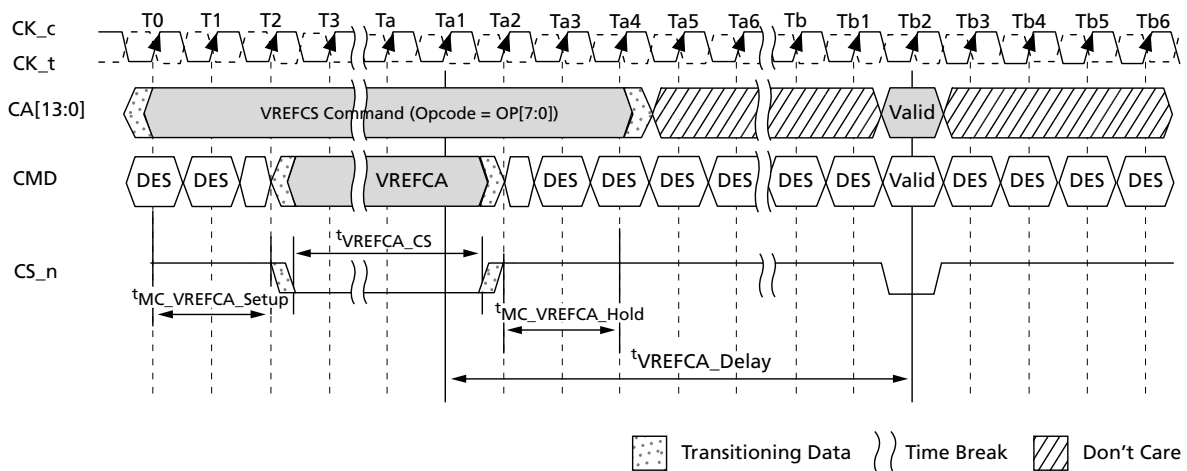 T0 T1 T2 T3 Ta Ta1 Ta2 Ta3 Ta4 Ta5 Ta6 Tb Tb1 Tb2 Tb3 Tb4 Tb5 Tb6
CK_c
CK_t
CA[13:0] VREFCS Command (Opcode = OP[7:0]) Valid
CMD DES DES VREFCA DES DES DES DES DES DES Valid DES DES DES DES
tVREFCA_CS
CS_n
tMC_VREFCA_Setup tMC_VREFCA_Hold
tVREFCA_Delay
Transitioning Data Time Break Don't Care